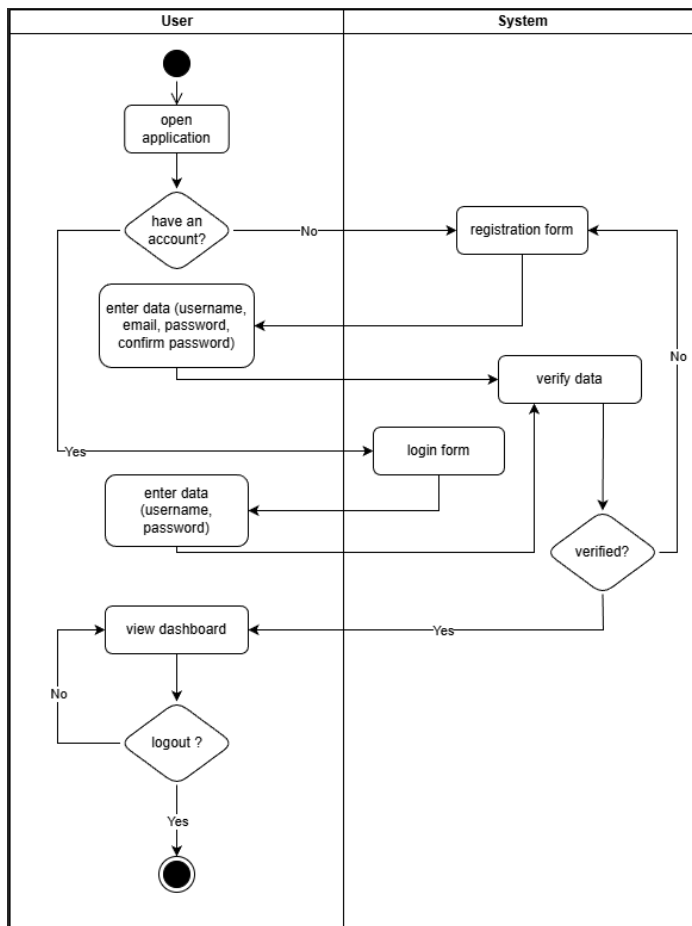 User
System
open
application
have an
account?
No
registration form
enter data (username,
email, password,
confirm password)
No
verify data
Yes
login form
enter data
(username,
password)
verified?
view dashboard
Yes
No
logout ?
Yes